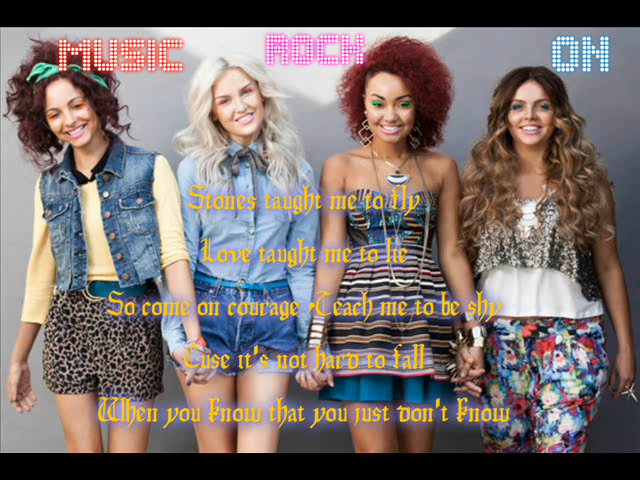 MUSIC ROCK ON
Stones taught me to fly
Love taught me to lie
So come on courage •Teach me to be shy
Cuse it's not hard to fall
When you know that you just don't know